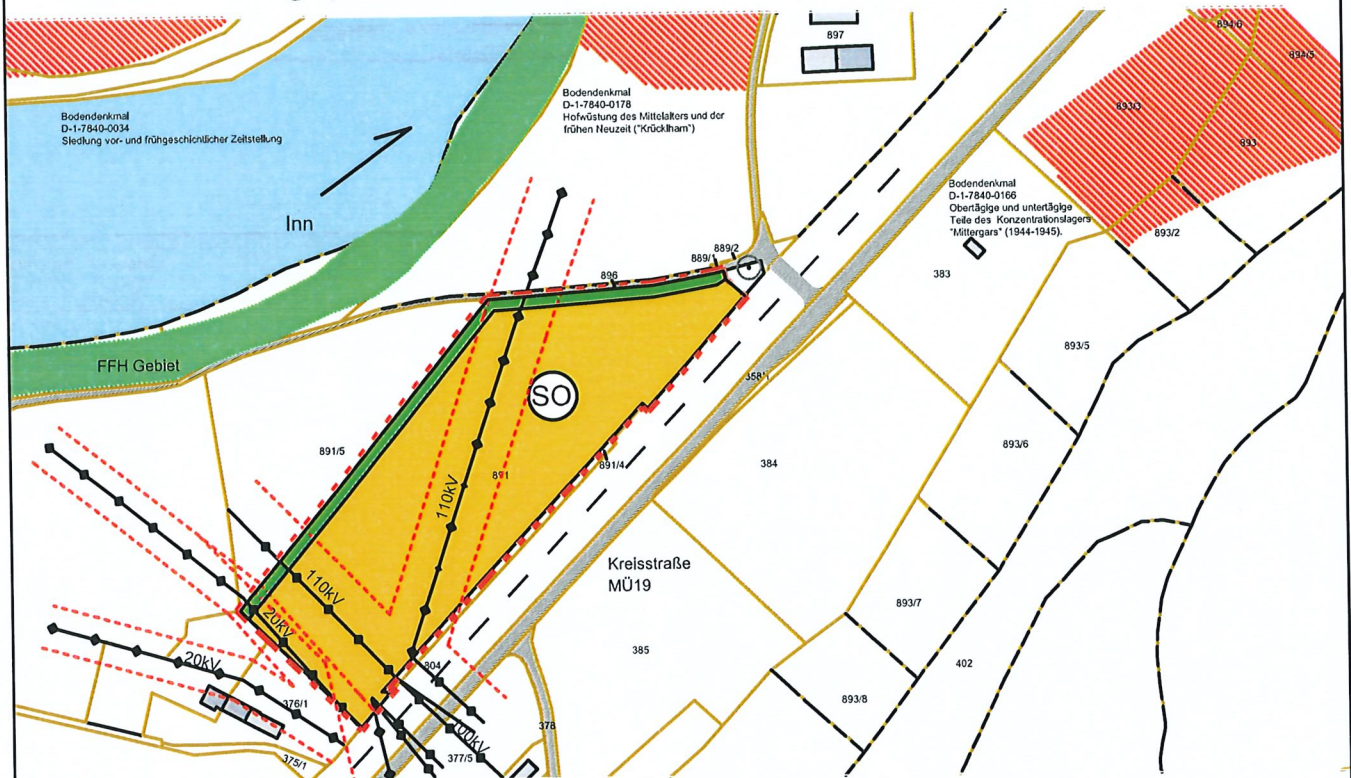 897
894/6
894/5
Bodendenkmal
D-1-7840-0034
Siedlung vor- und frühgeschichtlicher Zeitstellung
Bodendenkmal
D-1-7840-0178
Hofwüstung des Mittelalters und der
frühen Neuzeit ("Krücklham")
893/3
893
Bodendenkmal
D-1-7840-0166
Obertägige und untertägige
Teile des Konzentrationslagers
"Mittergars" (1944-1945).
893/2
Inn
889/2
889/1
896
383
FFH Gebiet
893/5
358/1
SO
891/5
891
891/4
110kV
384
893/6
Kreisstraße
MÜ19
110kV
20kV
20kV
893/7
804
385
402
376/1
893/8
378
375/1
377/5